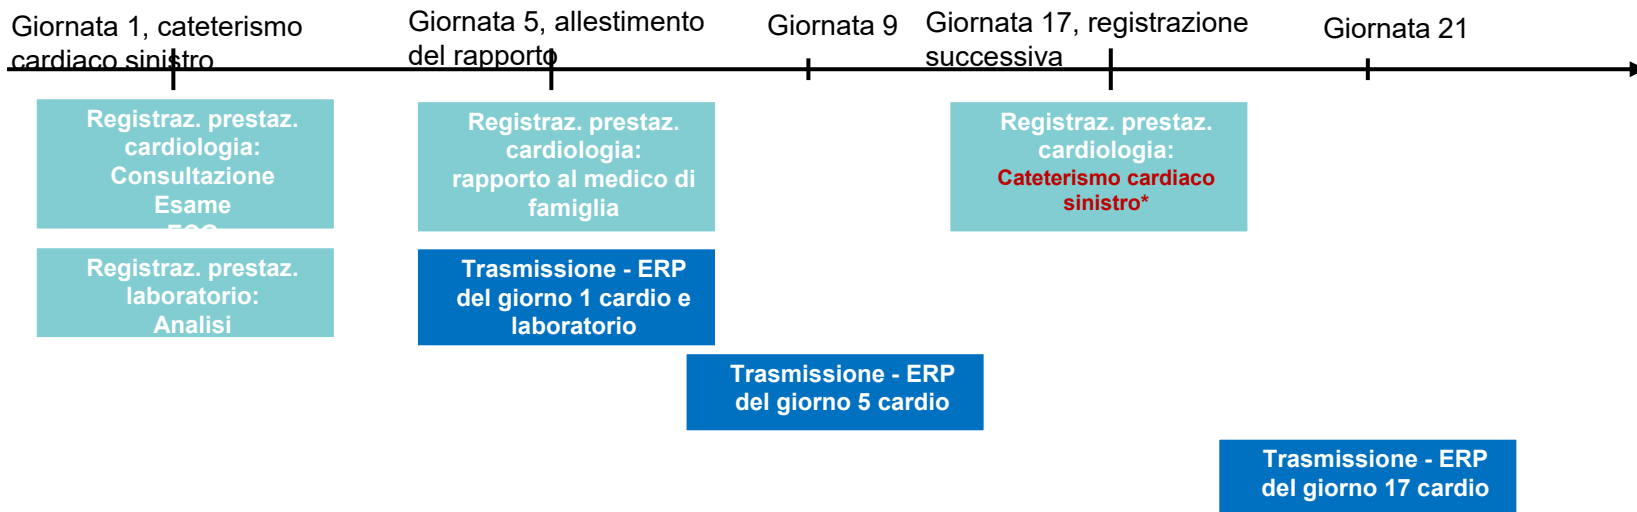 Giornata 1, cateterismo
cardiaco sinistro
Giornata 5, allestimento
del rapporto
Giornata 9
Giornata 17, registrazione
successiva
Giornata 21
Registraz. prestaz.
cardiologia:
Consultazione
Esame
ECG
Registraz. prestaz.
laboratorio:
Analisi
Registraz. prestaz.
cardiologia:
rapporto al medico di
famiglia
Trasmissione - ERP
del giorno 1 cardio e
laboratorio
Trasmissione - ERP
del giorno 5 cardio
Registraz. prestaz.
cardiologia:
Cateterismo cardiaco
sinistro*
Trasmissione - ERP
del giorno 17 cardio